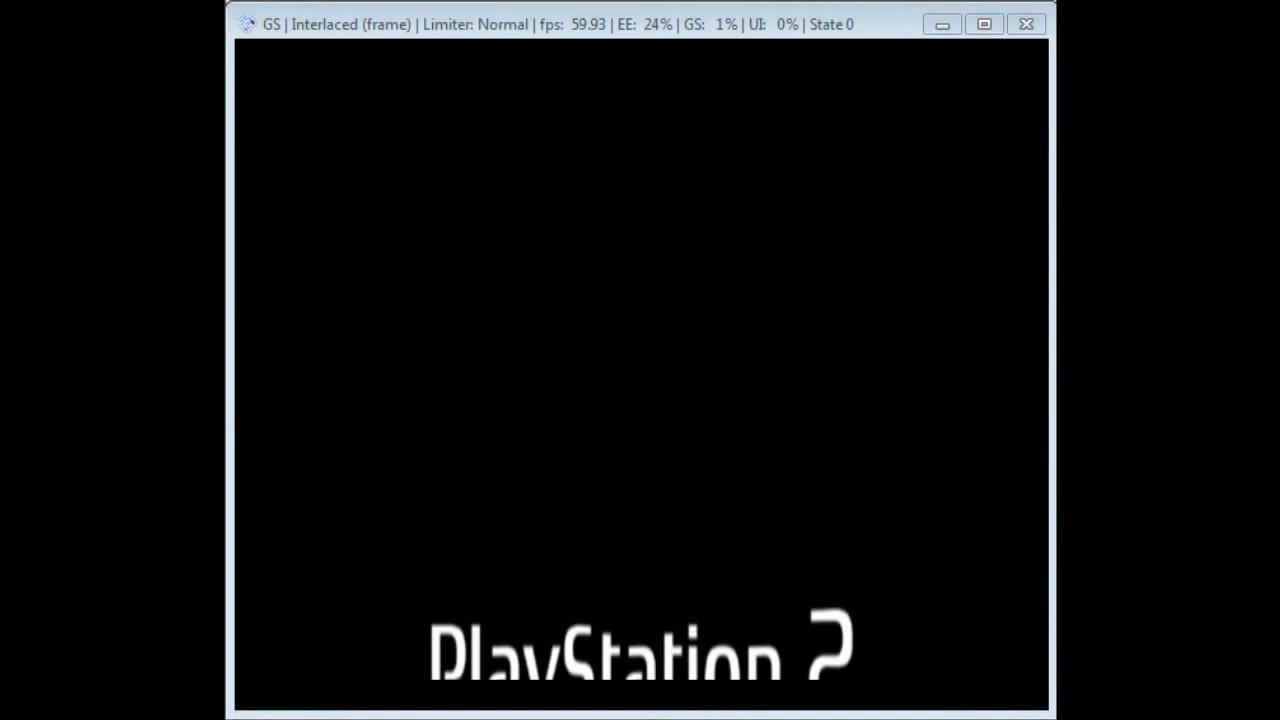 GS | Interlaced (frame) | Limiter: Normal | fps: 59.93 | EE: 24% | GS: 1% | UI: 0% | State 0
PlayStation 2